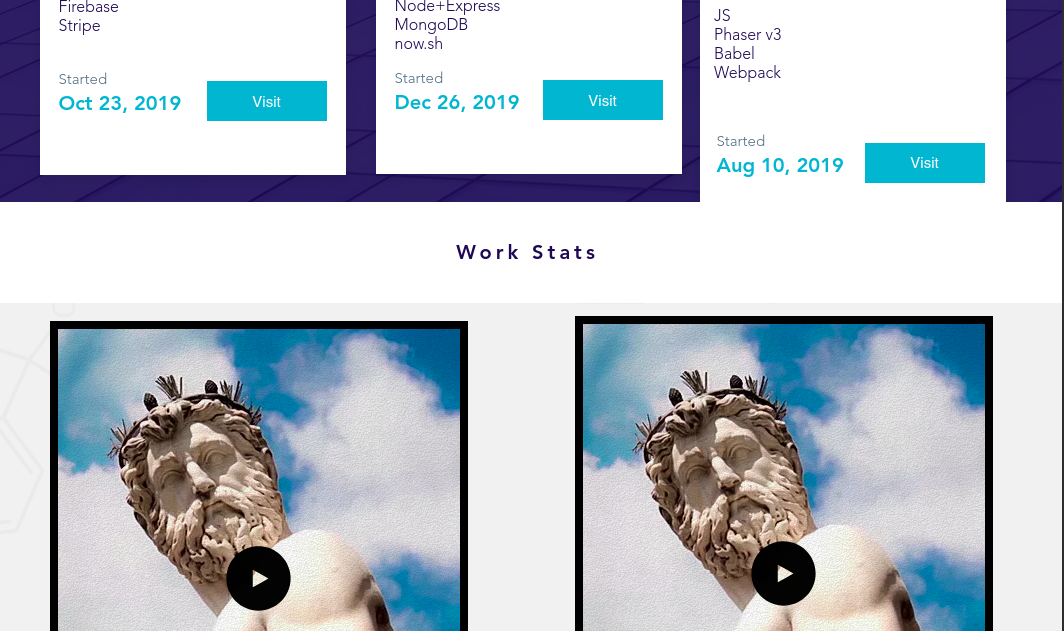 Firebase
Stripe
Started
Oct 23, 2019
Visit
Node+Express
MongoDB
now.sh
Started
Dec 26, 2019
Visit
JS
Phaser v3
Babel
Webpack
Started
Aug 10, 2019
Visit
Work Stats